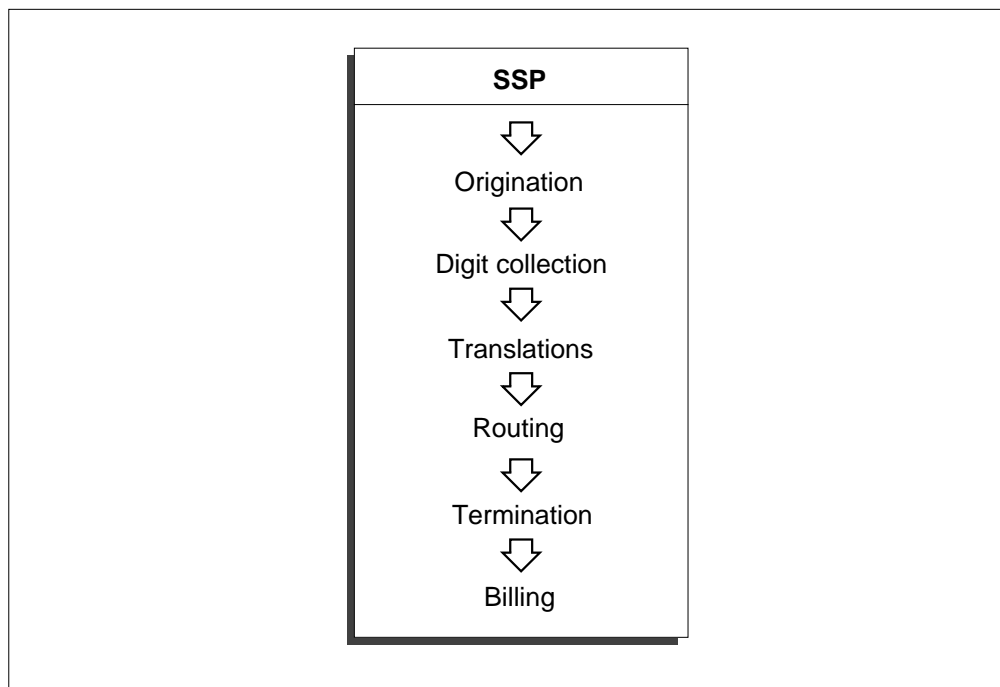 SSP
Origination
Digit collection
Translations
Routing
Termination
Billing